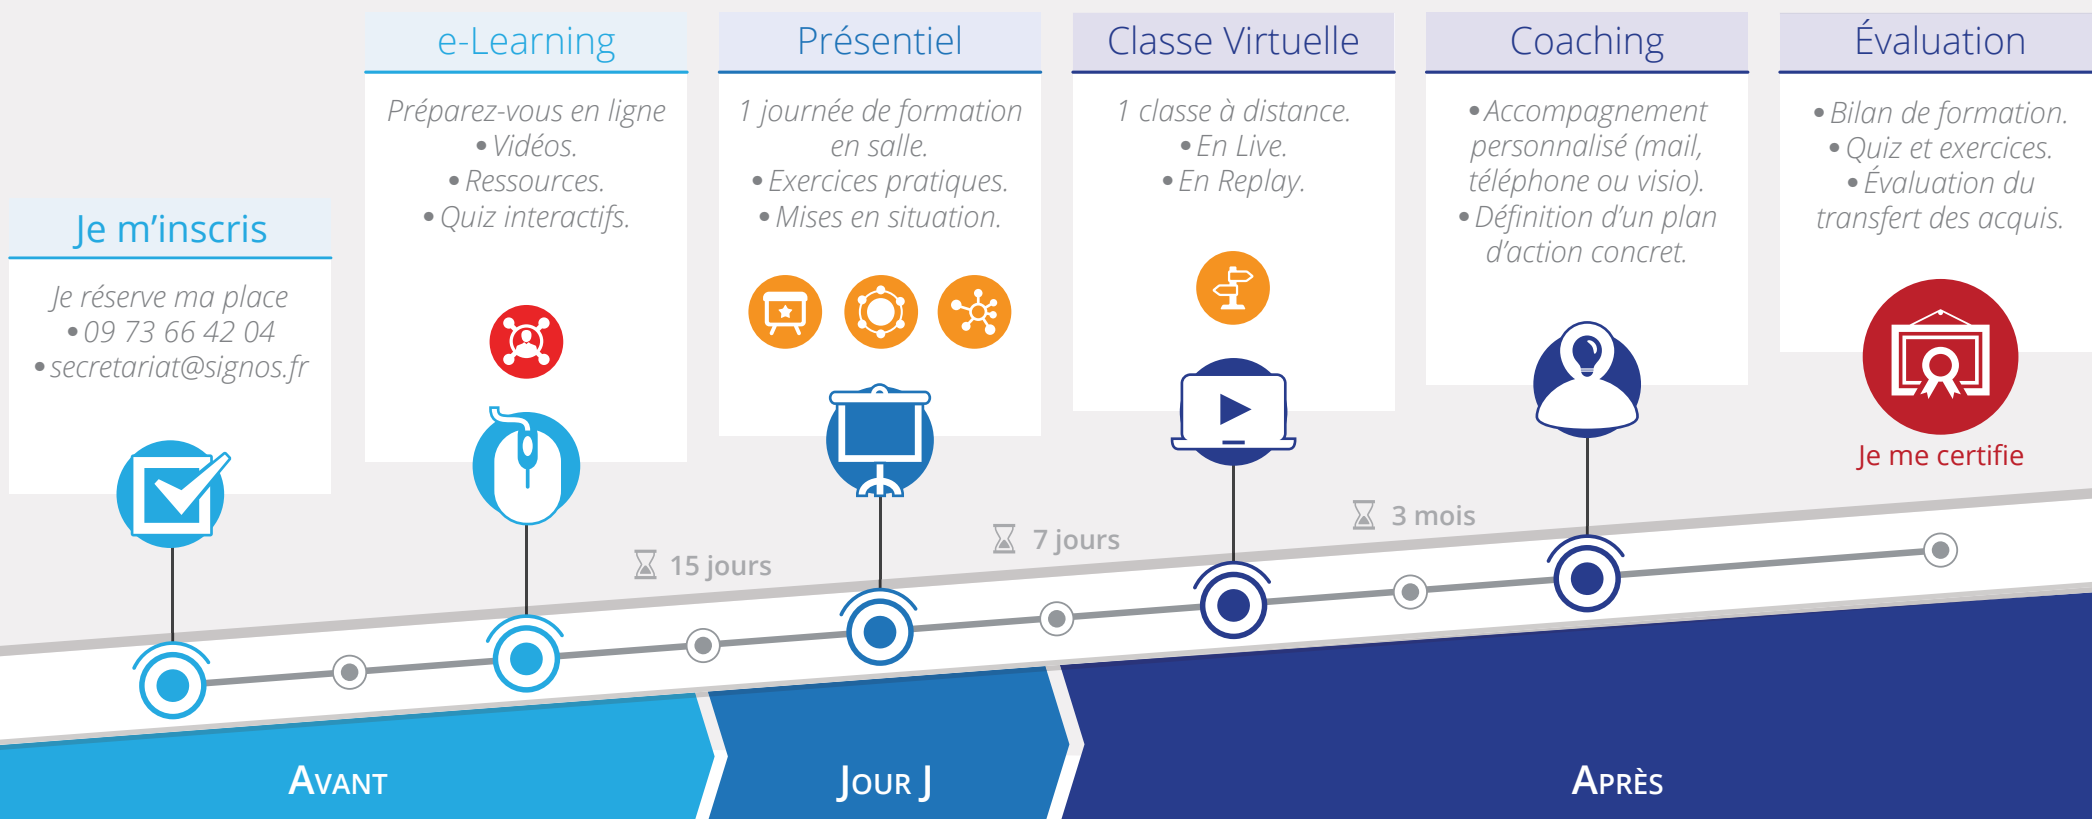 Je m'inscris
Je réserve ma place
• 09 73 66 42 04
• secretariat@signos.fr
e-Learning
Préparez-vous en ligne
• Vidéos.
• Ressources.
• Quiz interactifs.
Présentiel
1 journée de formation
en salle.
• Exercices pratiques.
• Mises en situation.
Classe Virtuelle
1 classe à distance.
• En Live.
• En Replay.
Coaching
• Accompagnement
personnalisé (mail,
téléphone ou visio).
• Définition d'un plan
d'action concret.
Évaluation
• Bilan de formation.
• Quiz et exercices.
• Évaluation du
transfert des acquis.
Je me certifie
15 jours
7 jours
3 mois
Avant
Jour J
Après